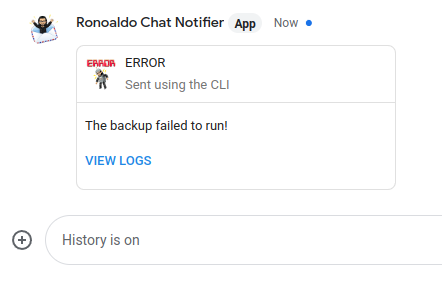 Ronoaldo Chat Notifier App Now
ERROR ERROR
Sent using the CLI
The backup failed to run!
VIEW LOGS
History is on